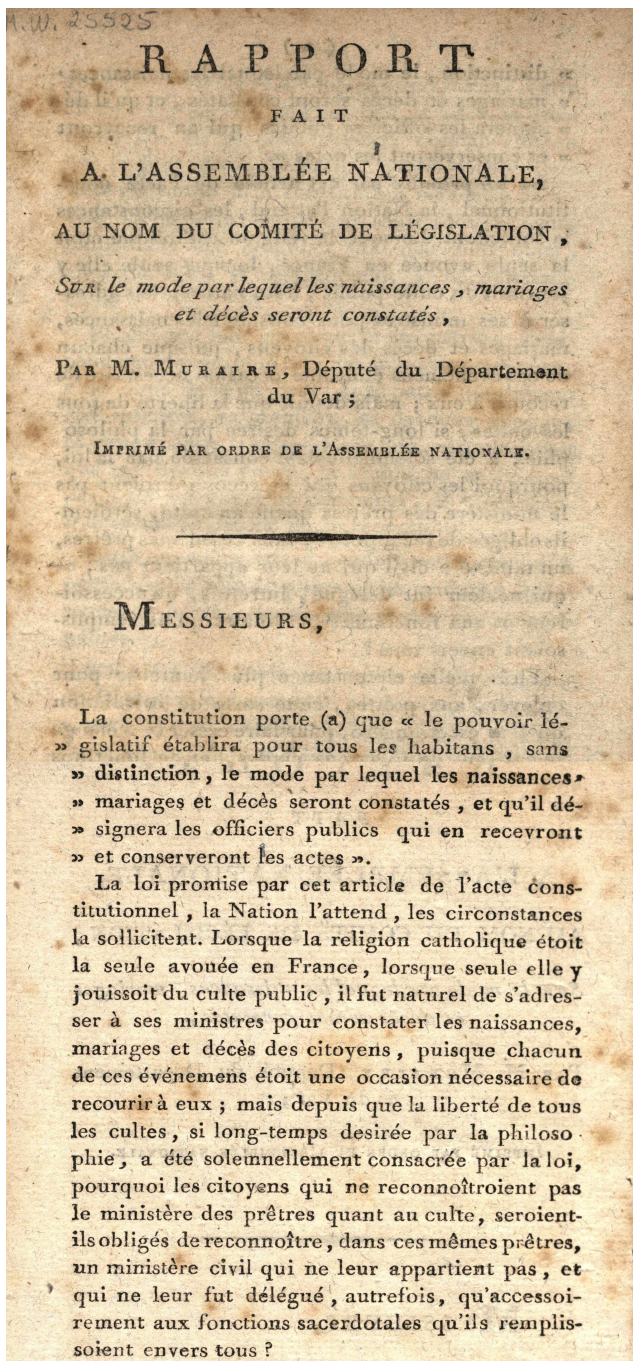 M.W. 25525
RAPPORT
FAIT
A L'ASSEMBLÉE NATIONALE,
AU NOM DU COMITÉ DE LÉGISLATION,
SUR le mode par lequel les naissances, mariages
et décès seront constatés,
PAR M. MURAIRE, Député du Département
du Var;
IMPRIMÉ PAR ORDRE DE L'ASSEMBLÉE NATIONALE.
MESSIEURS,
La constitution porte (a) que « le pouvoir lé-
» gislatif établira pour tous les habitans, sans
» distinction, le mode par lequel les naissances,
» mariages et décès seront constatés, et qu'il dé-
» signera les officiers publics qui en recevront
» et conserveront les actes ».
La loi promise par cet article de l'acte cons-
titutionnel, la Nation l'attend, les circonstances
la sollicitent. Lorsque la religion catholique étoit
la seule avouée en France, lorsque seule elle y
jouissoit du culte public, il fut naturel de s'adres-
ser à ses ministres pour constater les naissances,
mariages et décès des citoyens, puisque chacun
de ces événemens étoit une occasion nécessaire de
recourir à eux; mais depuis que la liberté de tous
les cultes, si long-temps desirée par la philoso-
phie, a été solemnellement consacrée par la loi,
pourquoi les citoyens qui ne reconnoîtroient pas
le ministère des prêtres quant au culte, seroient-
ils obligés de reconnoître, dans ces mêmes prêtres,
un ministère civil qui ne leur appartient pas, et
qui ne leur fut délégué, autrefois, qu'accessoi-
rement aux fonctions sacerdotales qu'ils remplis-
soient envers tous ?